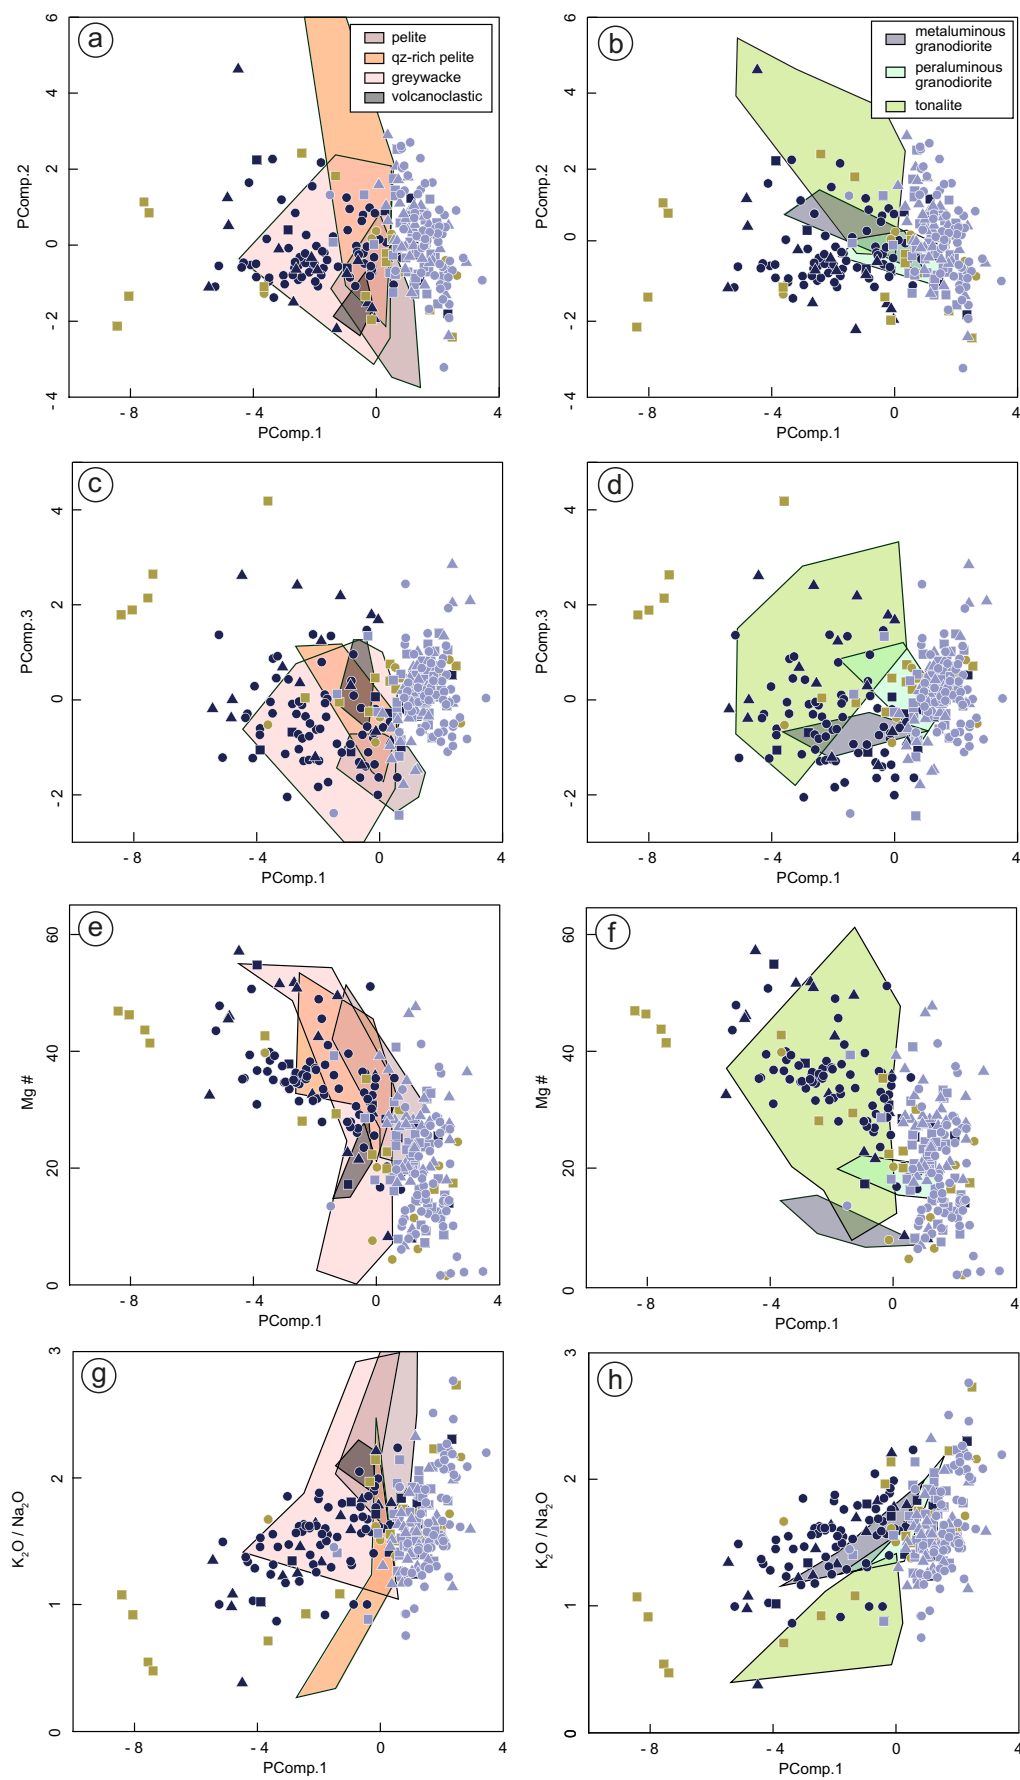 a
pelite
qz-rich pelite
greywacke
volcanoclastic
6
4
2
0
- 2
- 4
PComp.2
- 8
- 4
0
4
PComp.1
b
metaluminous
granodiorite
peraluminous
granodiorite
tonalite
6
4
2
0
- 2
- 4
PComp.2
- 8
- 4
0
4
PComp.1
c
4
2
0
- 2
PComp.3
- 8
- 4
0
4
PComp.1
d
4
2
0
- 2
PComp.3
- 8
- 4
0
4
PComp.1
e
60
40
20
0
Mg #
- 8
- 4
0
4
PComp.1
f
60
40
20
0
Mg #
- 8
- 4
0
4
PComp.1
g
3
2
1
0
K₂O / Na₂O
- 8
- 4
0
4
PComp.1
h
3
2
1
0
K₂O / Na₂O
- 8
- 4
0
4
PComp.1